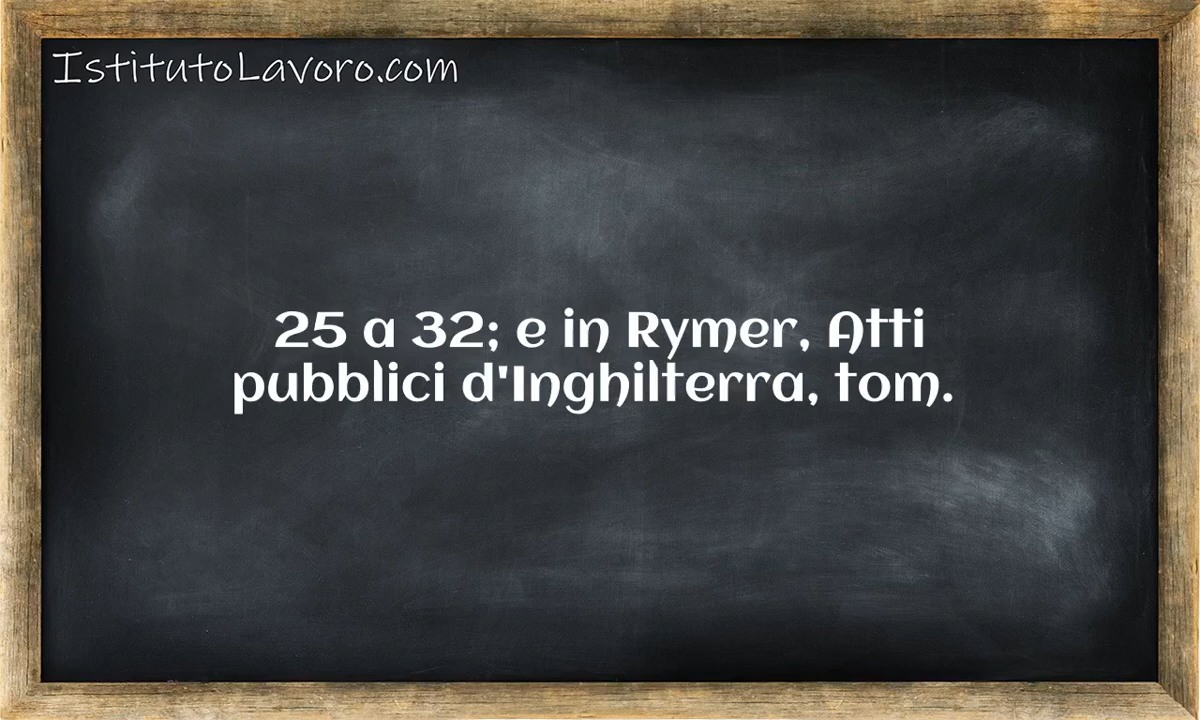 IstitutoLavoro.com
25 a 32; e in Rymer, Atti
pubblici d'Inghilterra, tom.